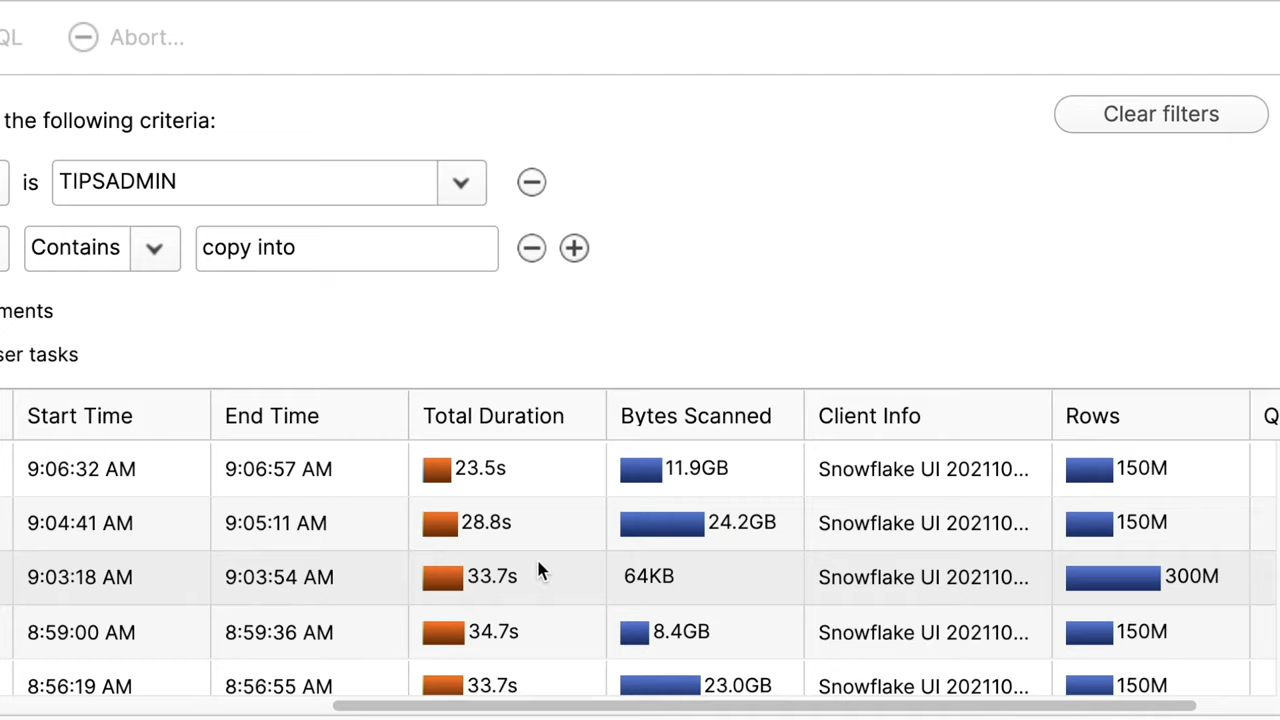 QL Abort...
the following criteria:
Clear filters
is TIPSADMIN
Contains copy into
ments
ser tasks
Start Time End Time Total Duration Bytes Scanned Client Info Rows Q
9:06:32 AM 9:06:57 AM 23.5s 11.9GB Snowflake UI 202110... 150M
9:04:41 AM 9:05:11 AM 28.8s 24.2GB Snowflake UI 202110... 150M
9:03:18 AM 9:03:54 AM 33.7s 64KB Snowflake UI 202110... 300M
8:59:00 AM 8:59:36 AM 34.7s 8.4GB Snowflake UI 202110... 150M
8:56:19 AM 8:56:55 AM 33.7s 23.0GB Snowflake UI 202110... 150M